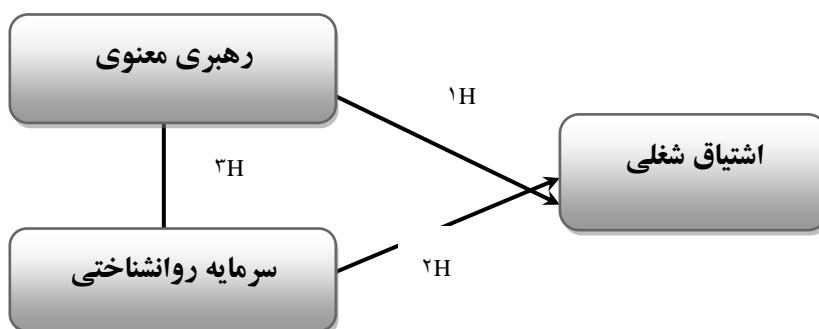 رهبری معنوی
۱H
اشتیاق شغلی
۳H
سرمایه روانشناختی
۲H